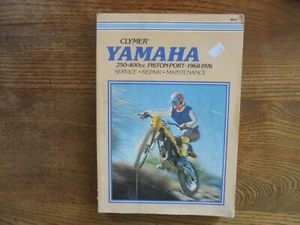 CLYMER
YAMAHA
250-400cc PISTON-PORT • 1968-1976
SERVICE • REPAIR • MAINTENANCE